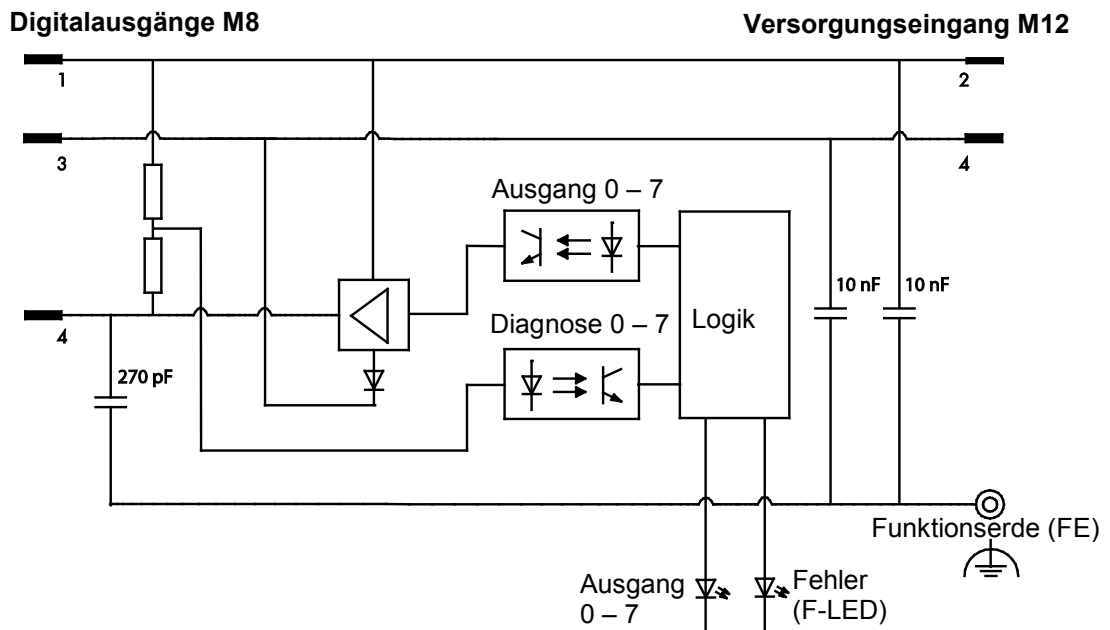 Digitalausgänge M8
Versorgungseingang M12
1
2
3
4
Ausgang 0 – 7
10 nF
10 nF
4
Diagnose 0 – 7
Logik
270 pF
Funktionserde (FE)
Ausgang
0 – 7
Fehler
(F-LED)